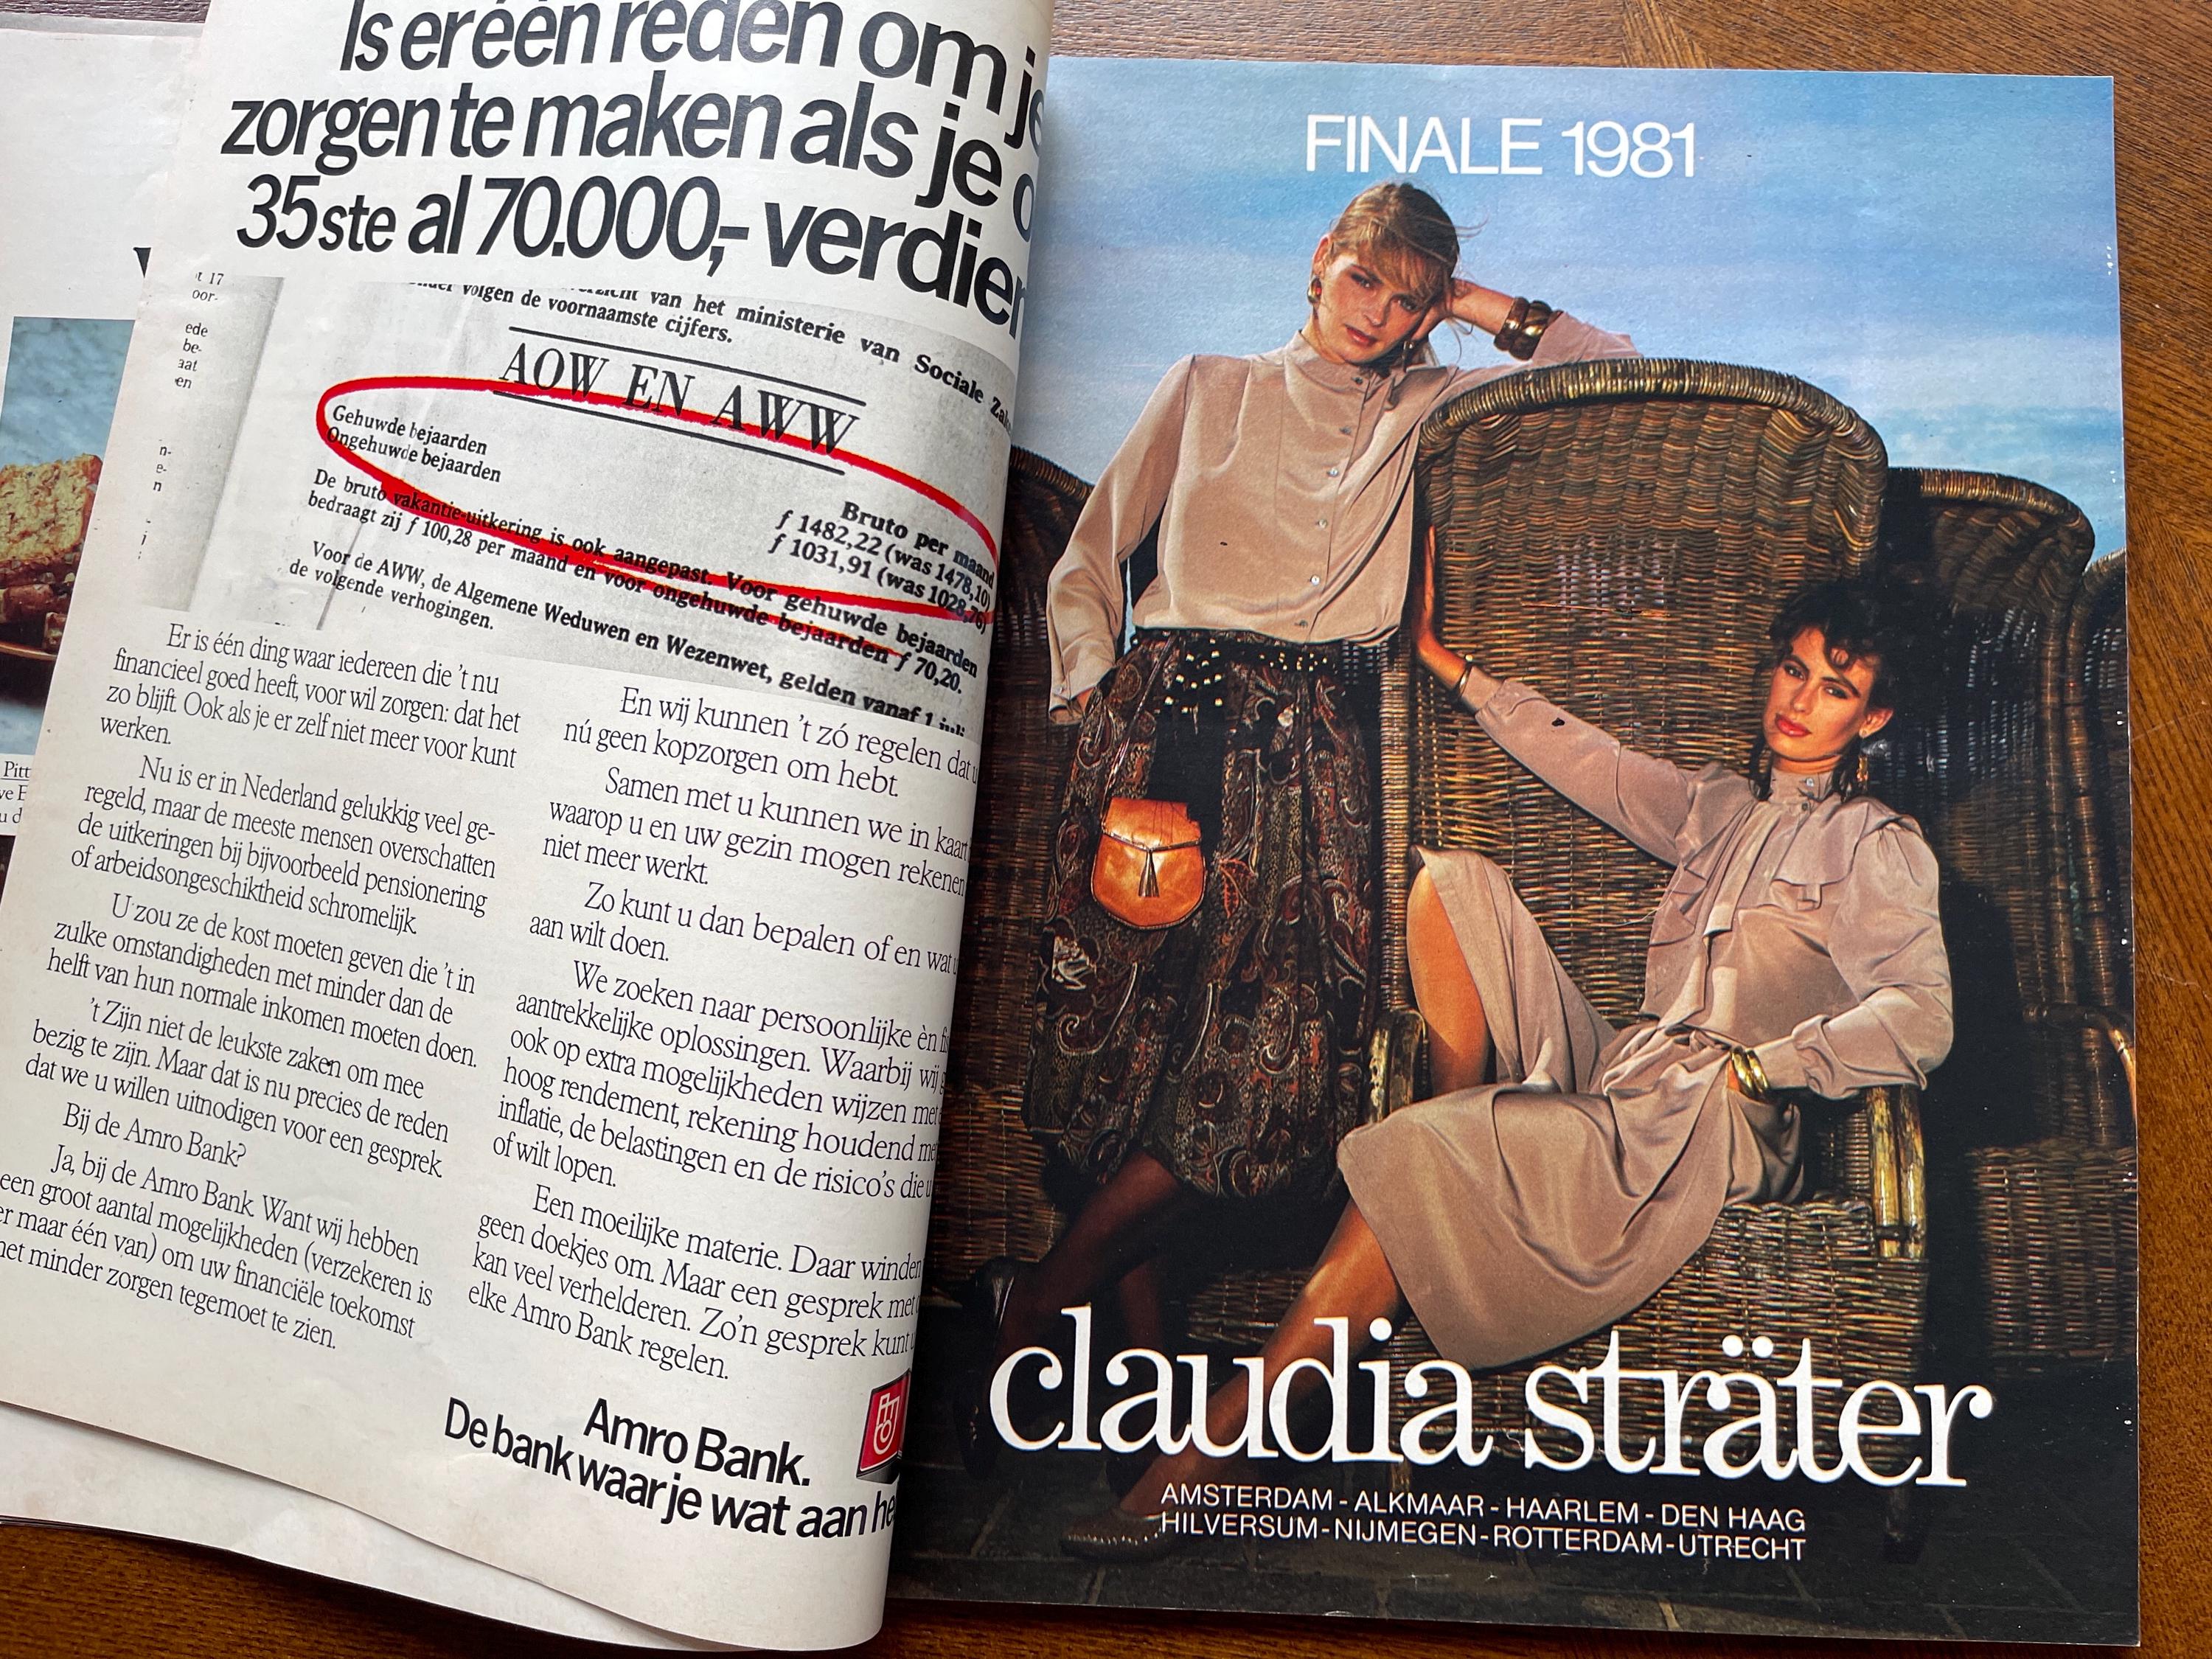 Is er één reden om je
zorgen te maken als je
35ste al 70.000,- verdien
van het ministerie van Sociale
volgen de voornaamste cijfers.
AOW EN AWW
Gehuwde bejaarden
Ongehuwde bejaarden
Bruto per maand
f 1482,22 (was 1478,10)
f 1031,91 (was 1028,76)
De bruto vakantie-uitkering is ook aangepast. Voor gehuwde bejaarden
bedraagt zij f 100,28 per maand en voor ongehuwde bejaarden f 70,20.
Voor de AWW, de Algemene Weduwen en Wezenwet, gelden vanaf 1
de volgende verhogingen.
Er is één ding waar iedereen die 't nu
financieel goed heeft, voor wil zorgen: dat het
zo blijft. Ook als je er zelf niet meer voor kunt
werken.
Nu is er in Nederland gelukkig veel ge-
regeld, maar de meeste mensen overschatten
de uitkeringen bij bijvoorbeeld pensionering
of arbeidsongeschiktheid schromelijk.
U zou ze de kost moeten geven die 't in
zulke omstandigheden met minder dan de
helft van hun normale inkomen moeten doen.
't Zijn niet de leukste zaken om mee
bezig te zijn. Maar dat is nu precies de reden
dat we u willen uitnodigen voor een gesprek.
Bij de Amro Bank?
Ja, bij de Amro Bank. Want wij hebben
een groot aantal mogelijkheden (verzekeren is
er maar één van) om uw financiële toekomst
met minder zorgen tegemoet te zien.
En wij kunnen 't zó regelen dat u
nú geen kopzorgen om hebt.
Samen met u kunnen we in kaart
waarop u en uw gezin mogen rekenen
niet meer werkt.
Zo kunt u dan bepalen of en wat u
aan wilt doen.
We zoeken naar persoonlijke èn
aantrekkelijke oplossingen. Waarbij wij
ook op extra mogelijkheden wijzen met
hoog rendement, rekening houdend me
inflatie, de belastingen en de risico's die u
of wilt lopen.
Een moeilijke materie. Daar winden
geen doekjes om. Maar een gesprek met
kan veel verhelderen. Zo'n gesprek kunt u
elke Amro Bank regelen.
Amro Bank.
De bank waar je wat aan he
FINALE 1981
claudia sträter
AMSTERDAM - ALKMAAR - HAARLEM - DEN HAAG
HILVERSUM - NIJMEGEN - ROTTERDAM - UTRECHT